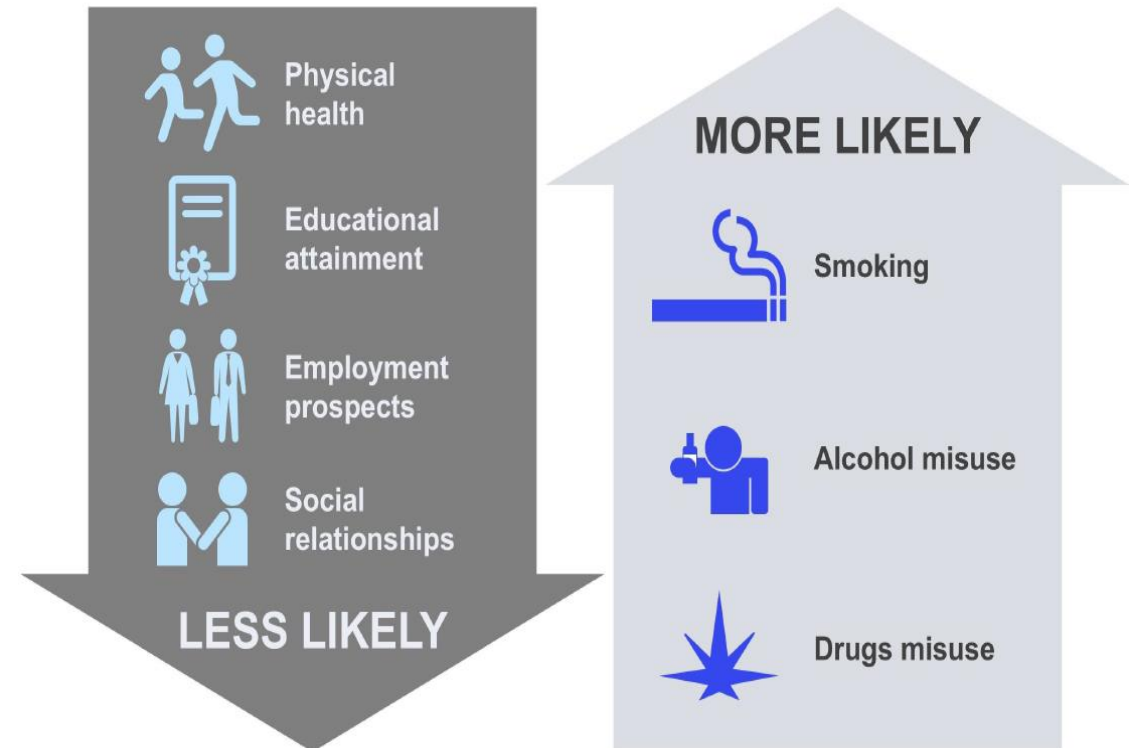 Physical
health
Educational
attainment
Employment
prospects
Social
relationships
LESS LIKELY
MORE LIKELY
Smoking
Alcohol misuse
Drugs misuse